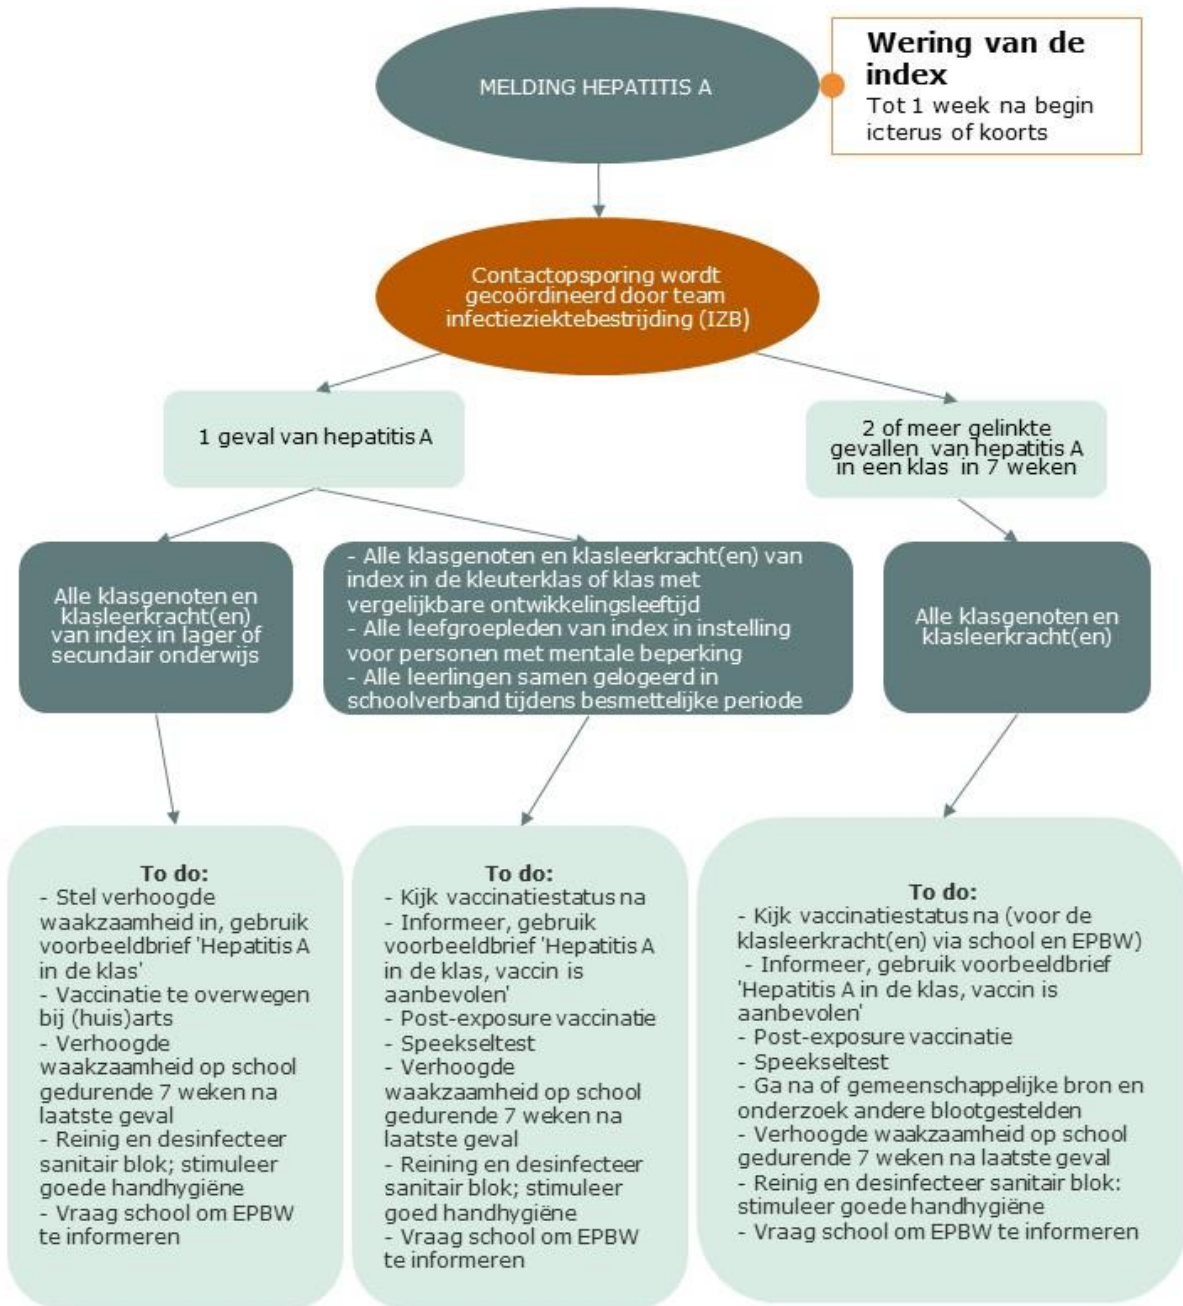 MELDING HEPATITIS A
Wering van de
index
Tot 1 week na begin
icterus of koorts
Contactopsporing wordt
gecoördineerd door team
infectieziektebestrijding (IZB)
1 geval van hepatitis A
2 of meer gelinkte
gevallen van hepatitis A
in een klas in 7 weken
Alle klasgenoten en
klasleerkracht(en)
van index in lager of
secundair onderwijs
- Alle klasgenoten en klasleerkracht(en) van
index in de kleuterklas of klas met
vergelijkbare ontwikkelingsleeftijd
- Alle leefgroepleden van index in instelling
voor personen met mentale beperking
- Alle leerlingen samen gelogeerd in
schoolverband tijdens besmettelijke periode
Alle klasgenoten en
klasleerkracht(en)
To do:
- Stel verhoogde
waakzaamheid in, gebruik
voorbeeldbrief 'Hepatitis A
in de klas'
- Vaccinatie te overwegen
bij (huis)arts
- Verhoogde
waakzaamheid op school
gedurende 7 weken na
laatste geval
- Reinig en desinfecteer
sanitair blok; stimuleer
goede handhygiëne
- Vraag school om EPBW
te informeren
To do:
- Kijk vaccinatiestatus na
- Informeer, gebruik
voorbeeldbrief 'Hepatitis A
in de klas, vaccin is
aanbevolen'
- Post-exposure vaccinatie
- Speekseltest
- Verhoogde
waakzaamheid op school
gedurende 7 weken na
laatste geval
- Reining en desinfecteer
sanitair blok; stimuleer
goed handhygiëne
- Vraag school om EPBW
te informeren
To do:
- Kijk vaccinatiestatus na (voor de
klasleerkracht(en) via school en EPBW)
- Informeer, gebruik voorbeeldbrief
'Hepatitis A in de klas, vaccin is
aanbevolen'
- Post-exposure vaccinatie
- Speekseltest
- Ga na of gemeenschappelijke bron en
onderzoek andere blootgestelden
- Verhoogde waakzaamheid op school
gedurende 7 weken na laatste geval
- Reinig en desinfecteer sanitair blok:
stimuleer goede handhygiëne
- Vraag school om EPBW te informeren